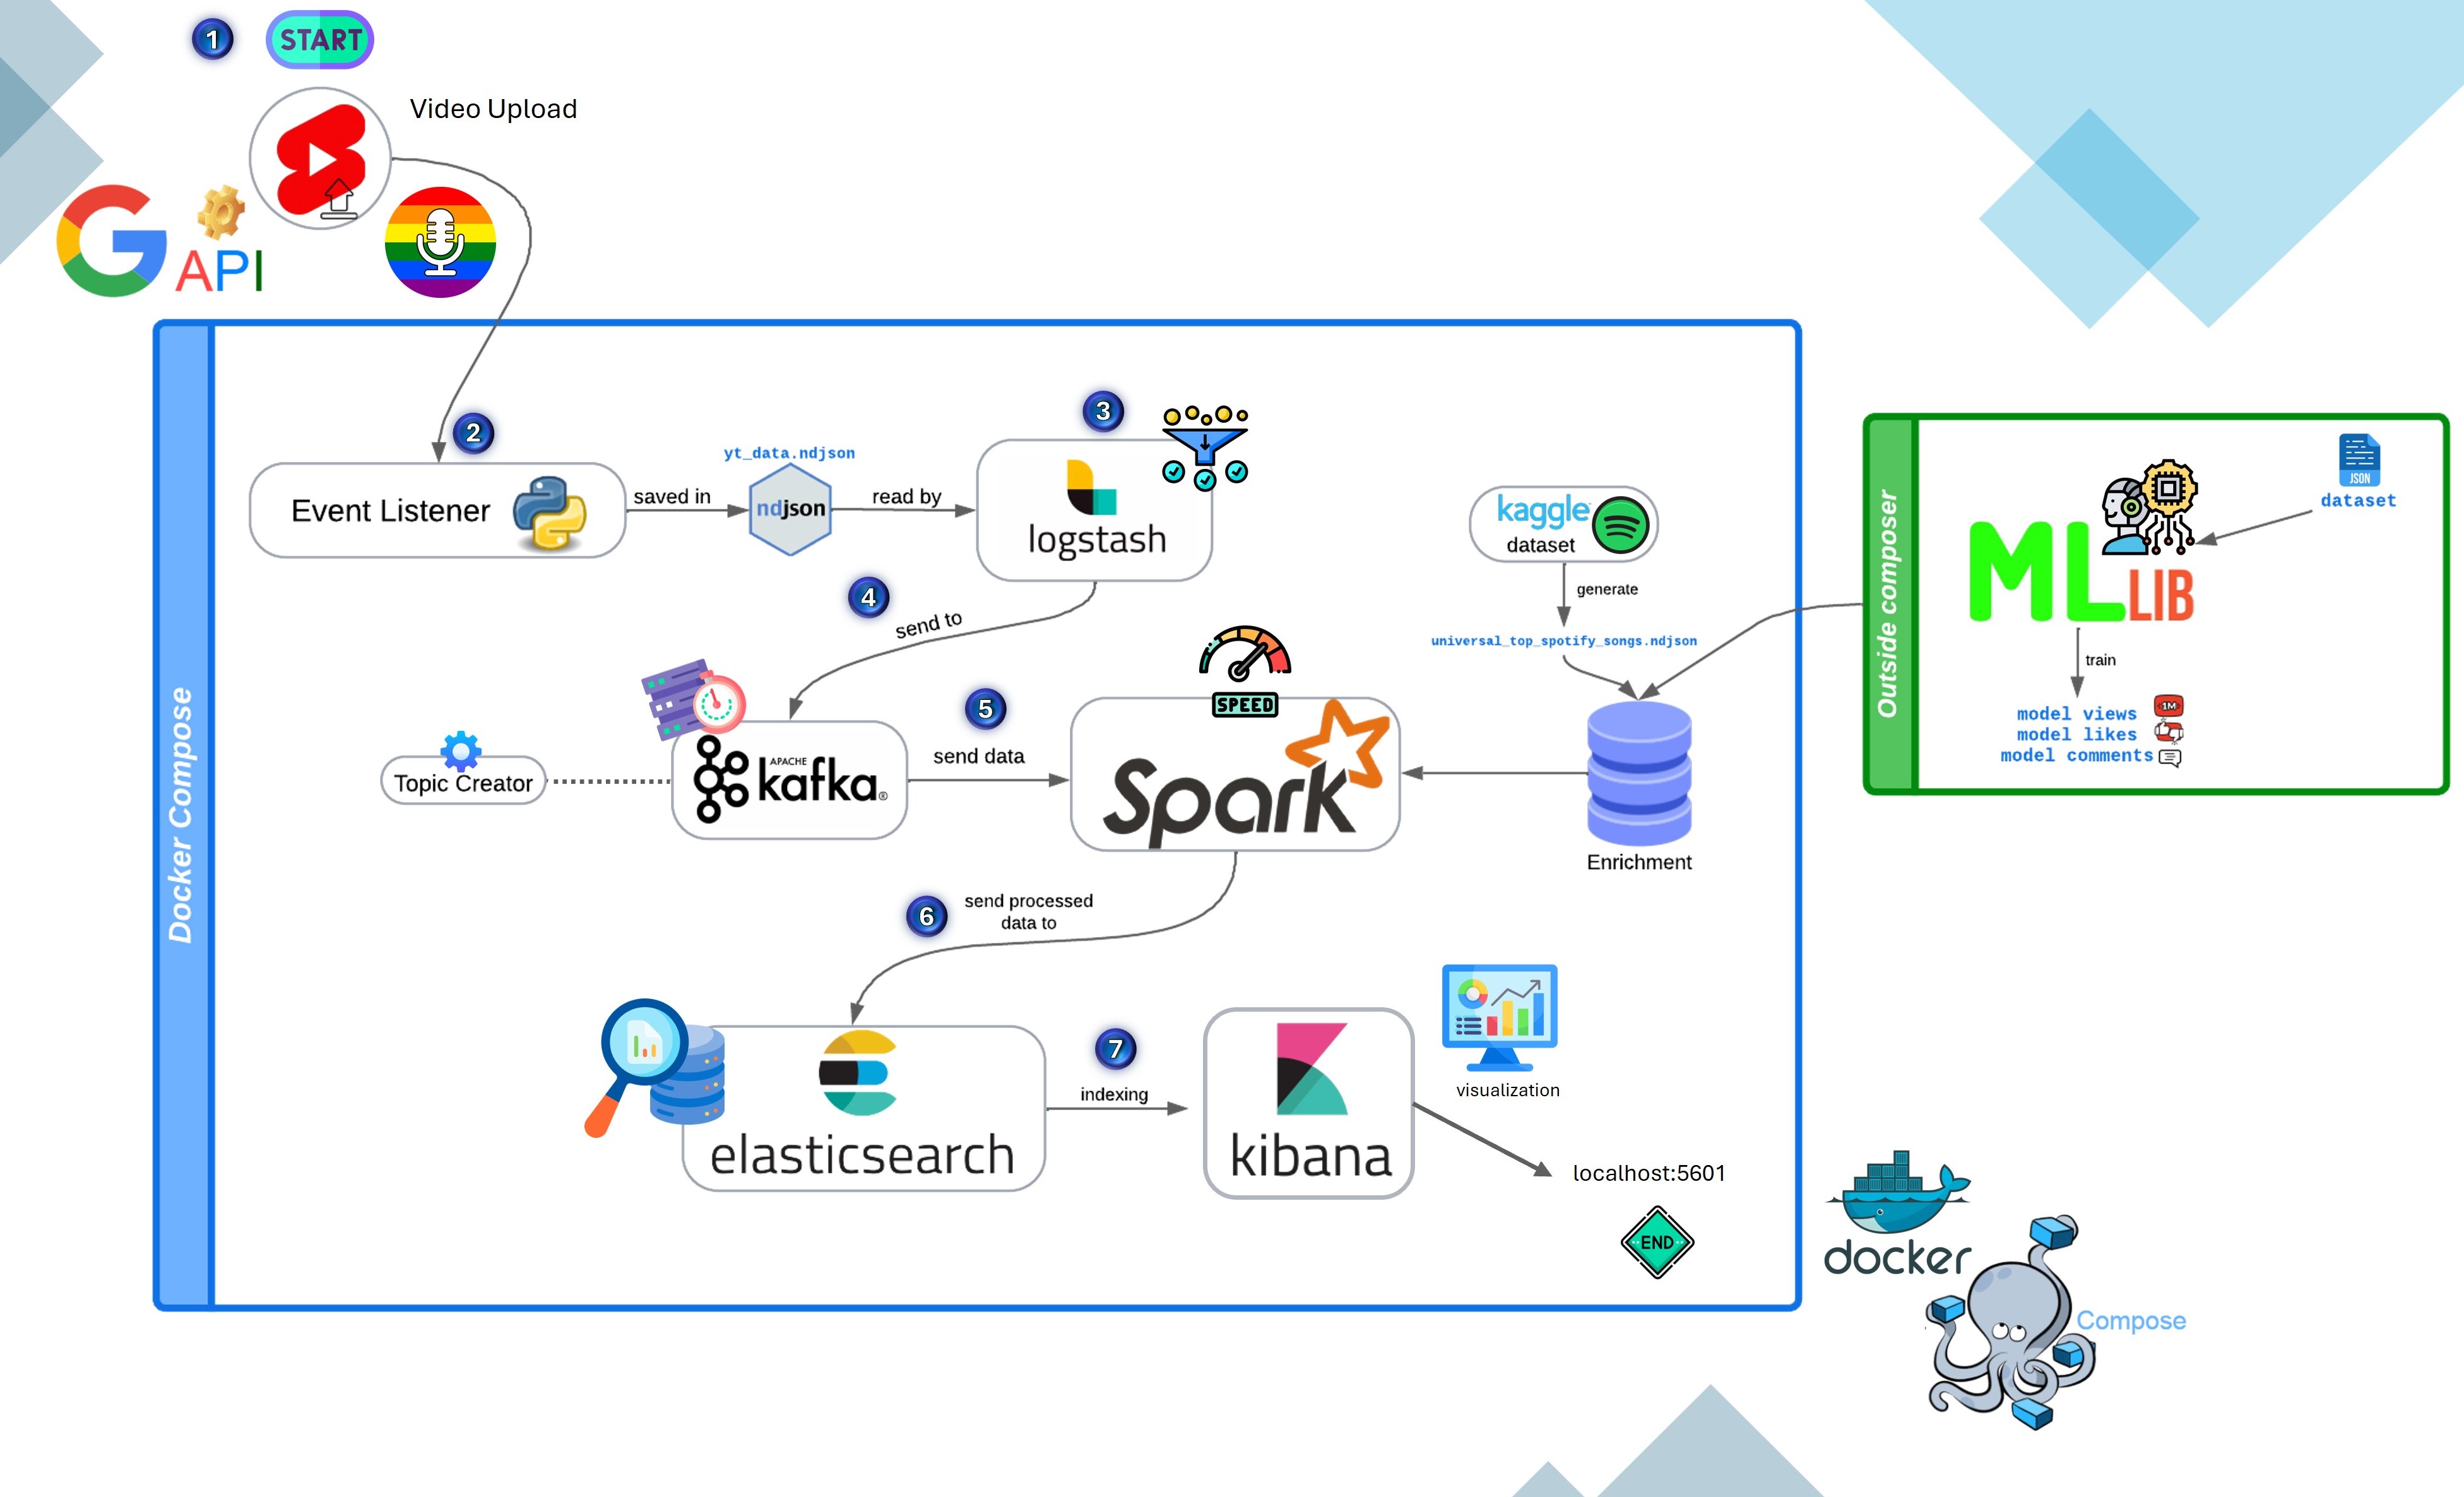 1
START
Video Upload
G
API
Docker Compose
2
Event Listener
saved in
yt_data.ndjson
ndjson
read by
3
logstash
4
send to
kaggle
dataset
generate
universal_top_spotify_songs.ndjson
Topic Creator
APACHE
kafka®
5
send data
SPEED
Spark
Enrichment
6
send processed
data to
elasticsearch
7
indexing
kibana
visualization
localhost:5601
END
Outside composer
JSON
dataset
ML
LIB
train
model views
1M
model likes
model comments
docker
Compose